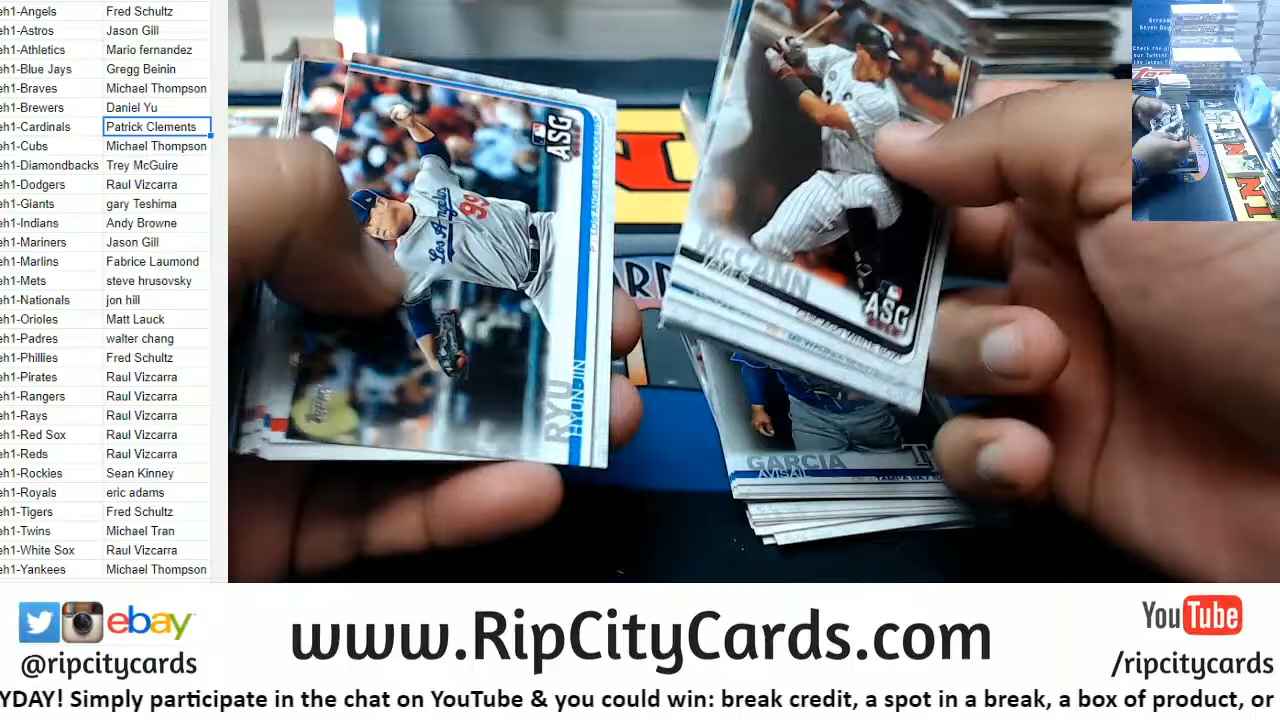 eh1-Angels Fred Schultz
eh1-Astros Jason Gill
eh1-Athletics Mario fernandez
eh1-Blue Jays Gregg Beinin
eh1-Braves Michael Thompson
eh1-Brewers Daniel Yu
eh1-Cardinals Patrick Clements
eh1-Cubs Michael Thompson
eh1-Diamondbacks Trey McGuire
eh1-Dodgers Raul Vizcarra
eh1-Giants gary Teshima
eh1-Indians Andy Browne
eh1-Mariners Jason Gill
eh1-Marlins Fabrice Laumond
eh1-Mets steve hrusovsky
eh1-Nationals jon hill
eh1-Orioles Matt Lauck
eh1-Padres walter chang
eh1-Phillies Fred Schultz
eh1-Pirates Raul Vizcarra
eh1-Rangers Raul Vizcarra
eh1-Rays Raul Vizcarra
eh1-Red Sox Raul Vizcarra
eh1-Reds Raul Vizcarra
eh1-Rockies Sean Kinney
eh1-Royals eric adams
eh1-Tigers Fred Schultz
eh1-Twins Michael Tran
eh1-White Sox Raul Vizcarra
eh1-Yankees Michael Thompson
ASG
Los Angeles
99
RYU
HYUN-JIN
McCANN
JAMES
ASG
GARCIA
AVISAIL
TAMPA BAY
ebay
@ripcitycards
www.RipCityCards.com
YouTube
/ripcitycards
YDAY! Simply participate in the chat on YouTube & you could win: break credit, a spot in a break, a box of product, or